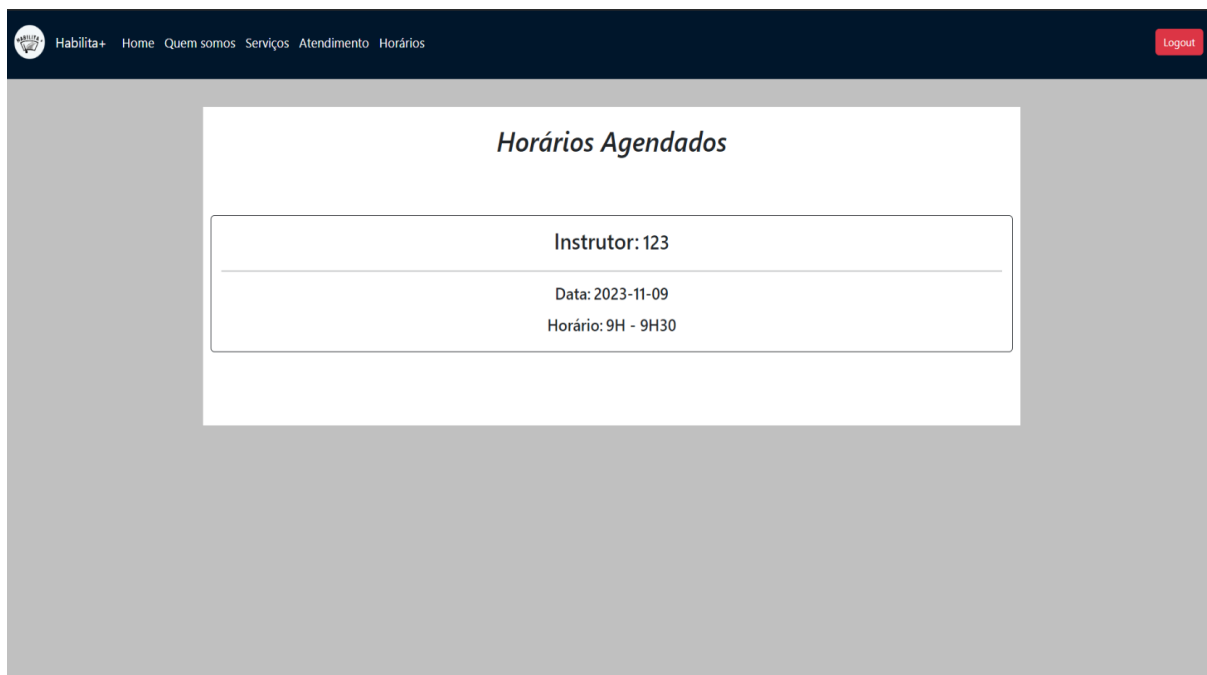 HABILITA+
Habilita+ Home Quem somos Serviços Atendimento Horários
Logout
Horários Agendados
Instrutor: 123
Data: 2023-11-09
Horário: 9H - 9H30